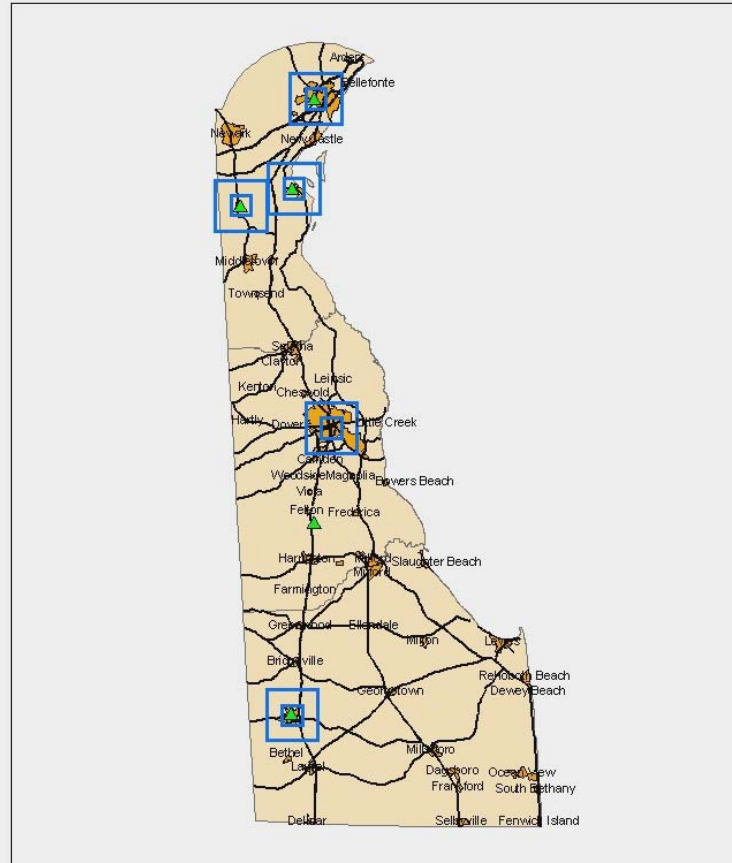 Arden
Bellefonte
Newark
New Castle
Middletown
Townsend
Smyrna
Clayton
Leipsic
Kenton
Cheswold
Hartly
Dover
Little Creek
Camden
Woodside
Magnolia
Bowers Beach
Viola
Felton
Frederica
Harrington
Milford
Slaughter Beach
Milford
Farmington
Greenwood
Ellendale
Milton
Lewes
Bridgeville
Rehoboth Beach
Georgetown
Dewey Beach
Millsboro
Bethel
Laurel
Dagsboro
Ocean View
Frankford
South Bethany
Delmar
Selbyville
Fenwick Island